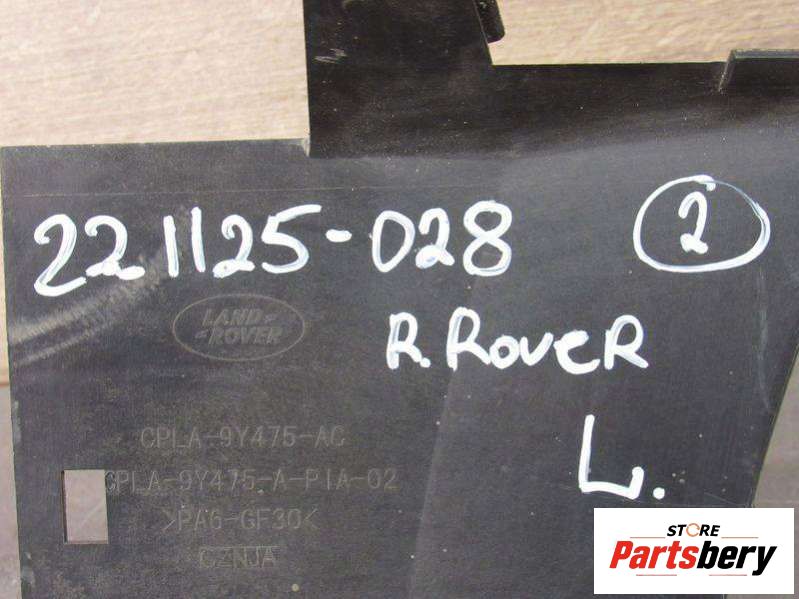 221125-028
2
LAND
ROVER
R. ROVER
CPLA-9Y475-AC
CPLA-9Y475-A-PIA-02
L.
>PA6-GF30<
CZNJA
STORE
Partsbery